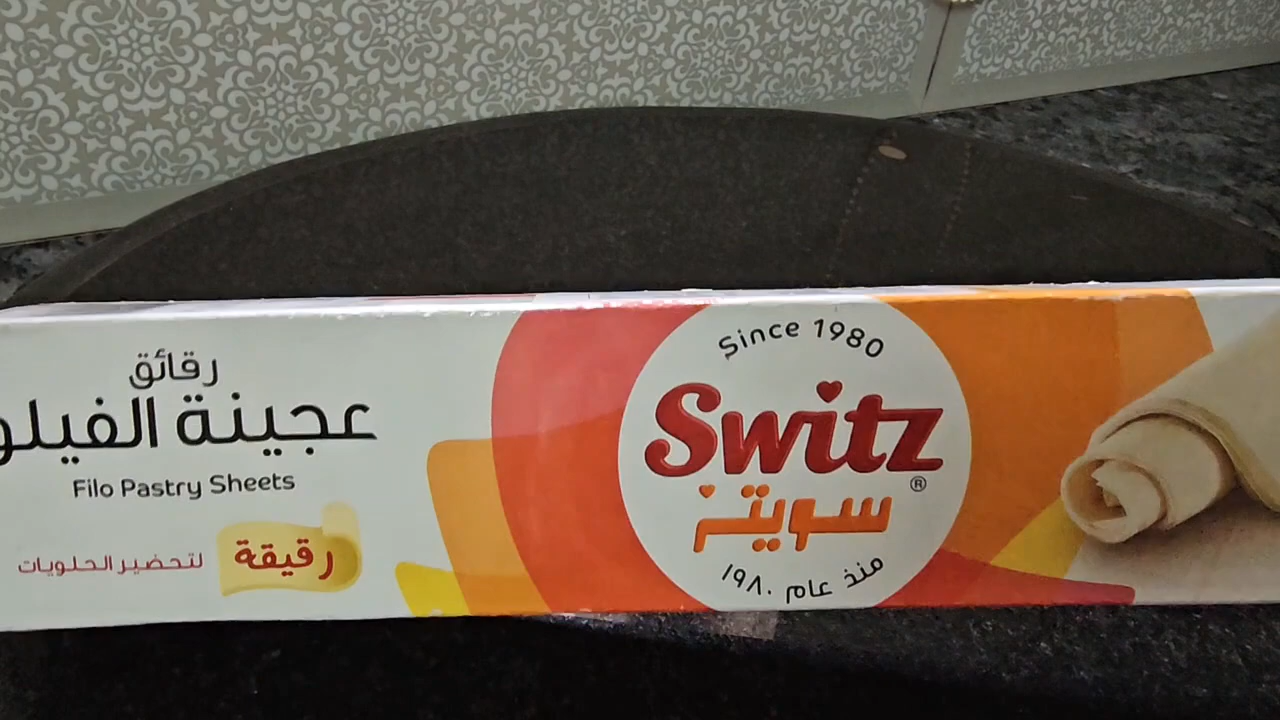 رقائق
عجينة الفيلو
Filo Pastry Sheets
رقيقة
لتحضير الحلويات
Since 1980
Switz
®
سويتز
منذ عام ١٩٨٠